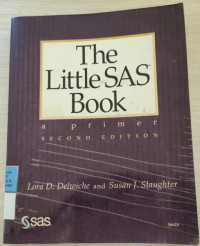 The
Little SAS
Book
a primer
SECOND EDITION
Lora D. Delwiche and Susan J. Slaughter
sas